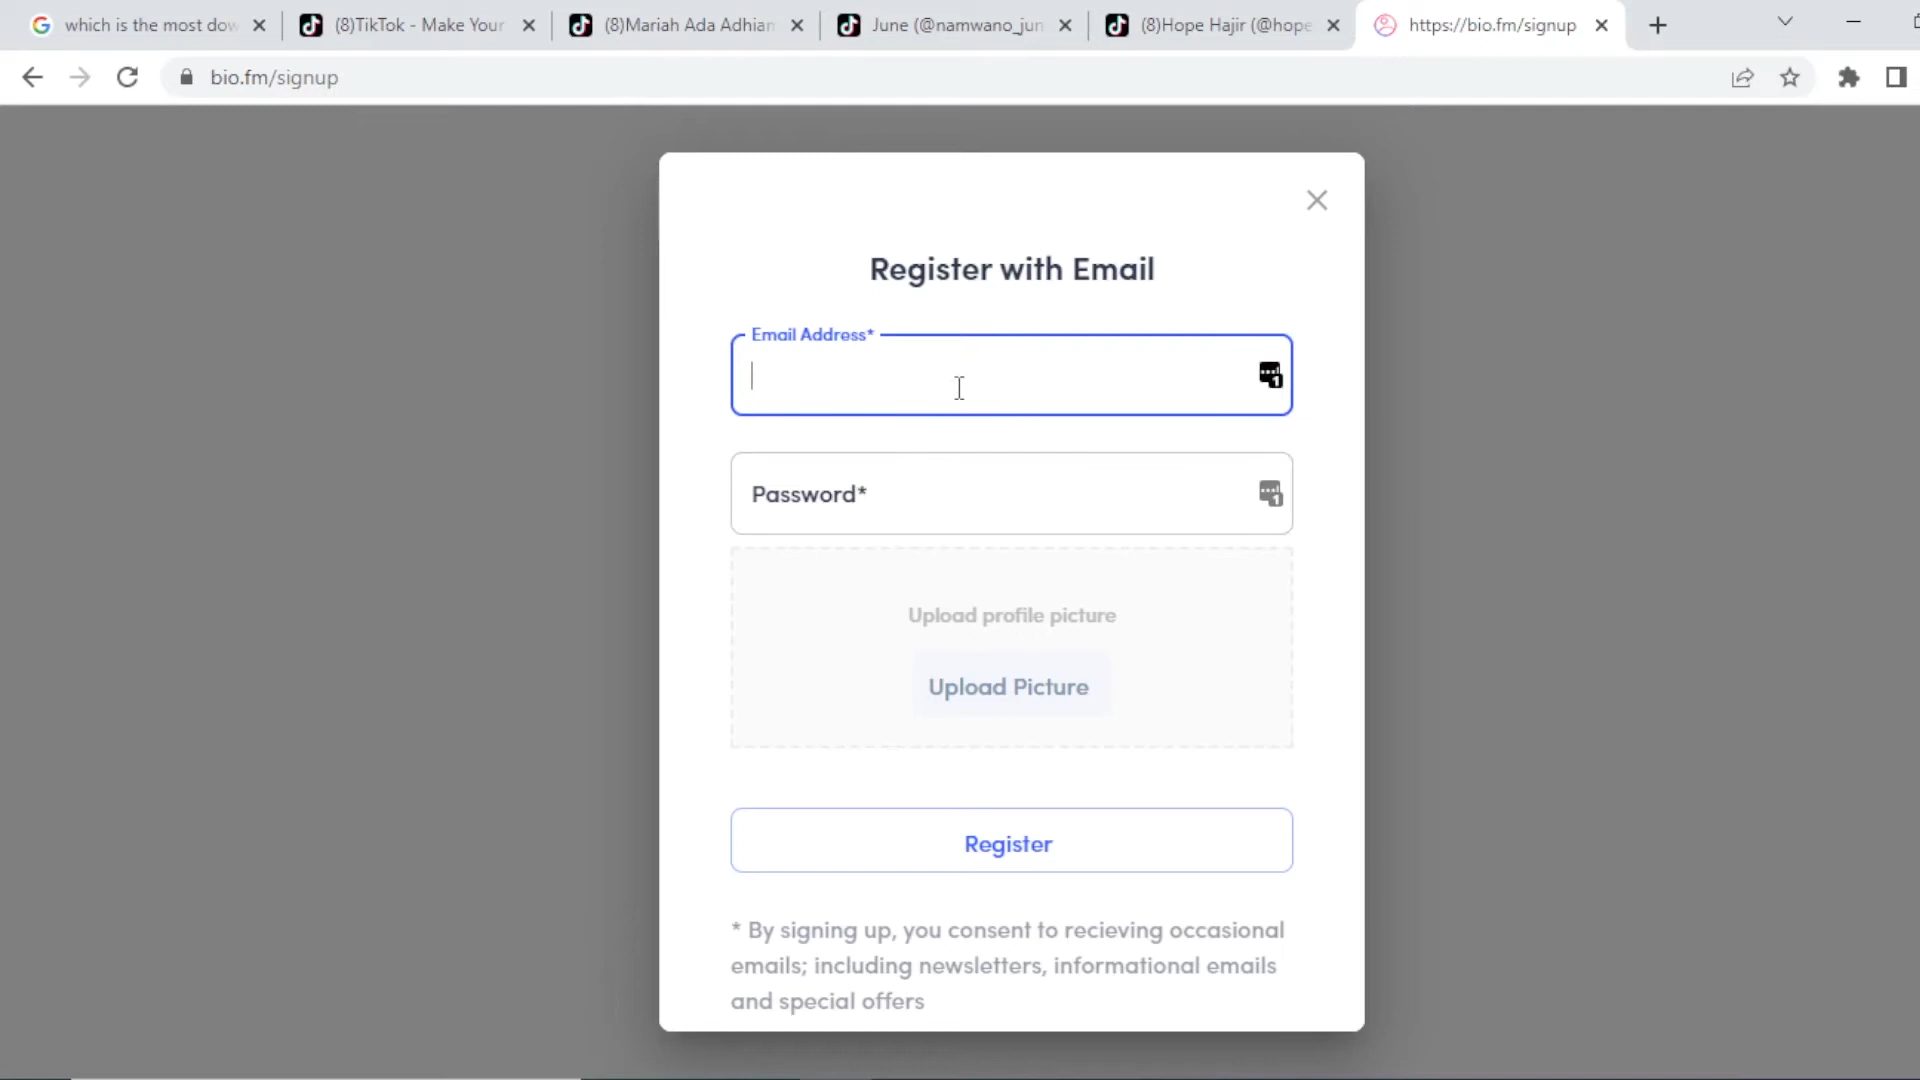 which is the most dow
(8)TikTok - Make Your
(8)Mariah Ada Adhiam
June (@namwano_jun
(8)Hope Hajir (@hope
https://bio.fm/signup
bio.fm/signup
Register with Email
Email Address*
Password*
Upload profile picture
Upload Picture
Register
* By signing up, you consent to recieving occasional
emails; including newsletters, informational emails
and special offers